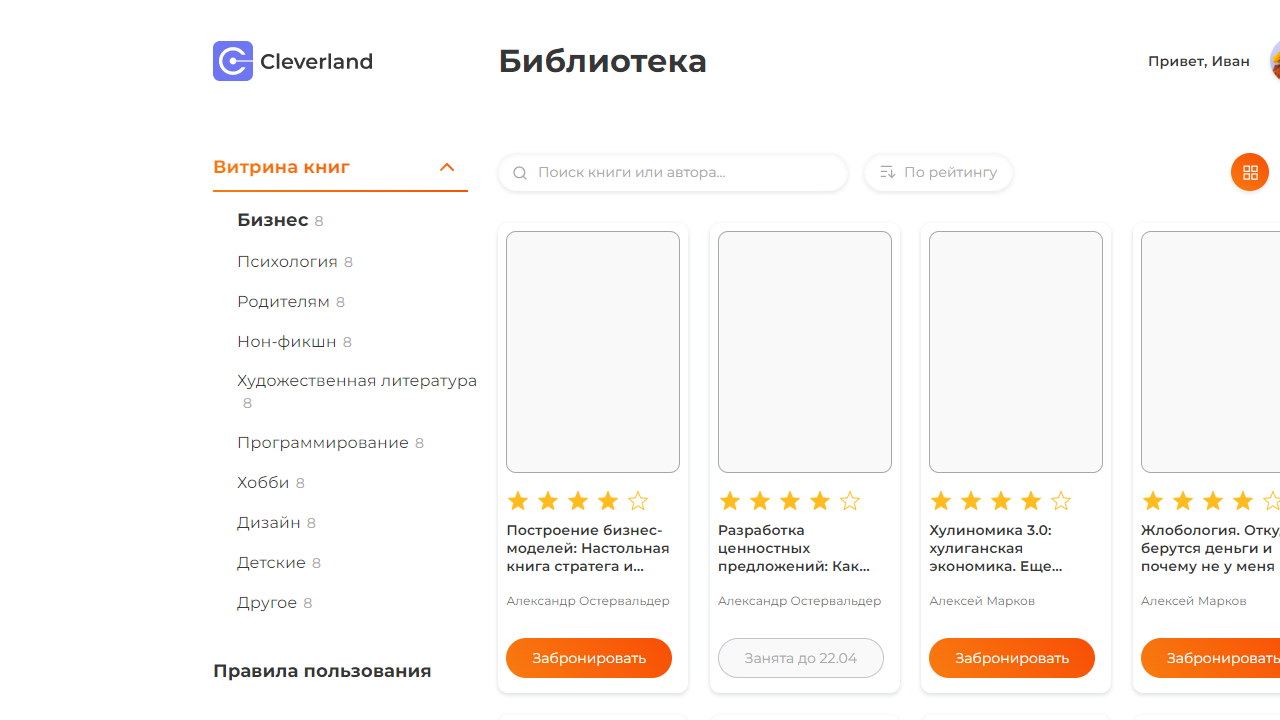 Cleverland
Библиотека
Привет, Иван
Витрина книг
Поиск книги или автора...
По рейтингу
Бизнес 8
Психология 8
Родителям 8
Нон-фикшн 8
Художественная литература
8
Программирование 8
Хобби 8
Дизайн 8
Детские 8
Другое 8
Правила пользования
Построение бизнес-
моделей: Настольная
книга стратега и...
Александр Остервальдер
Забронировать
Разработка
ценностных
предложений: Как...
Александр Остервальдер
Занята до 22.04
Хулиномика 3.0:
хулиганская
экономика. Еще...
Алексей Марков
Забронировать
Жлобология.
берутся деньги и
почему не у меня
Алексей Марков
Забронировать